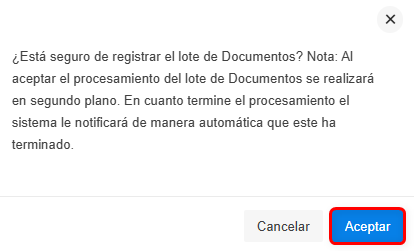 ¿Está seguro de registrar el lote de Documentos? Nota: Al
aceptar el procesamiento del lote de Documentos se realizará
en segundo plano. En cuanto termine el procesamiento el
sistema le notificará de manera automática que este ha
terminado.
Cancelar
Aceptar